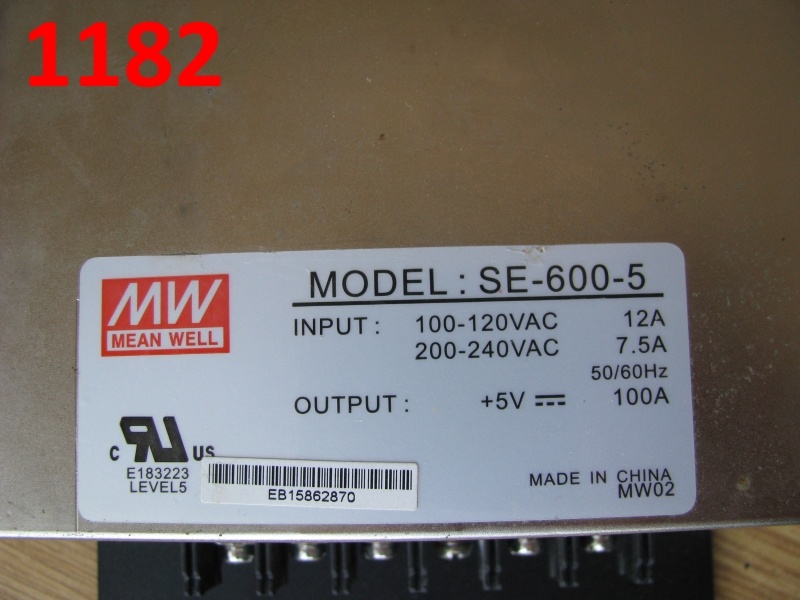 1182
MW
MEAN WELL
MODEL : SE-600-5
INPUT : 100-120VAC 12A
200-240VAC 7.5A
50/60Hz
OUTPUT : +5V ⎓ 100A
c RU US
E183223
LEVEL5
EB15862870
MADE IN CHINA
MW02